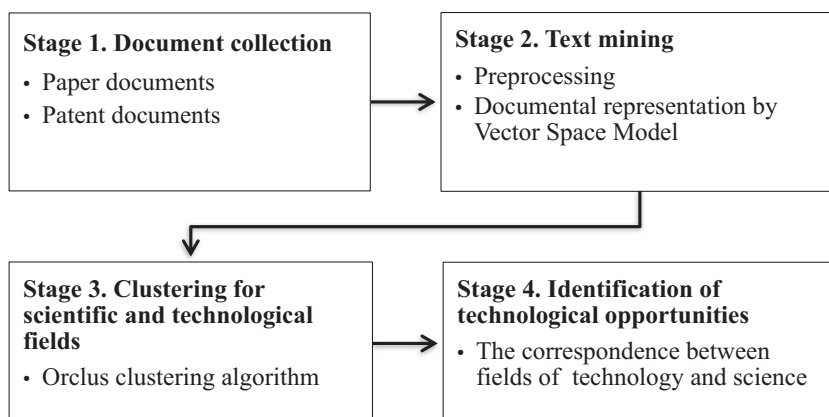 Stage 1. Document collection
• Paper documents
• Patent documents
Stage 2. Text mining
• Preprocessing
• Documental representation by
Vector Space Model
Stage 3. Clustering for
scientific and technological
fields
• Orclus clustering algorithm
Stage 4. Identification of
technological opportunities
• The correspondence between
fields of technology and science